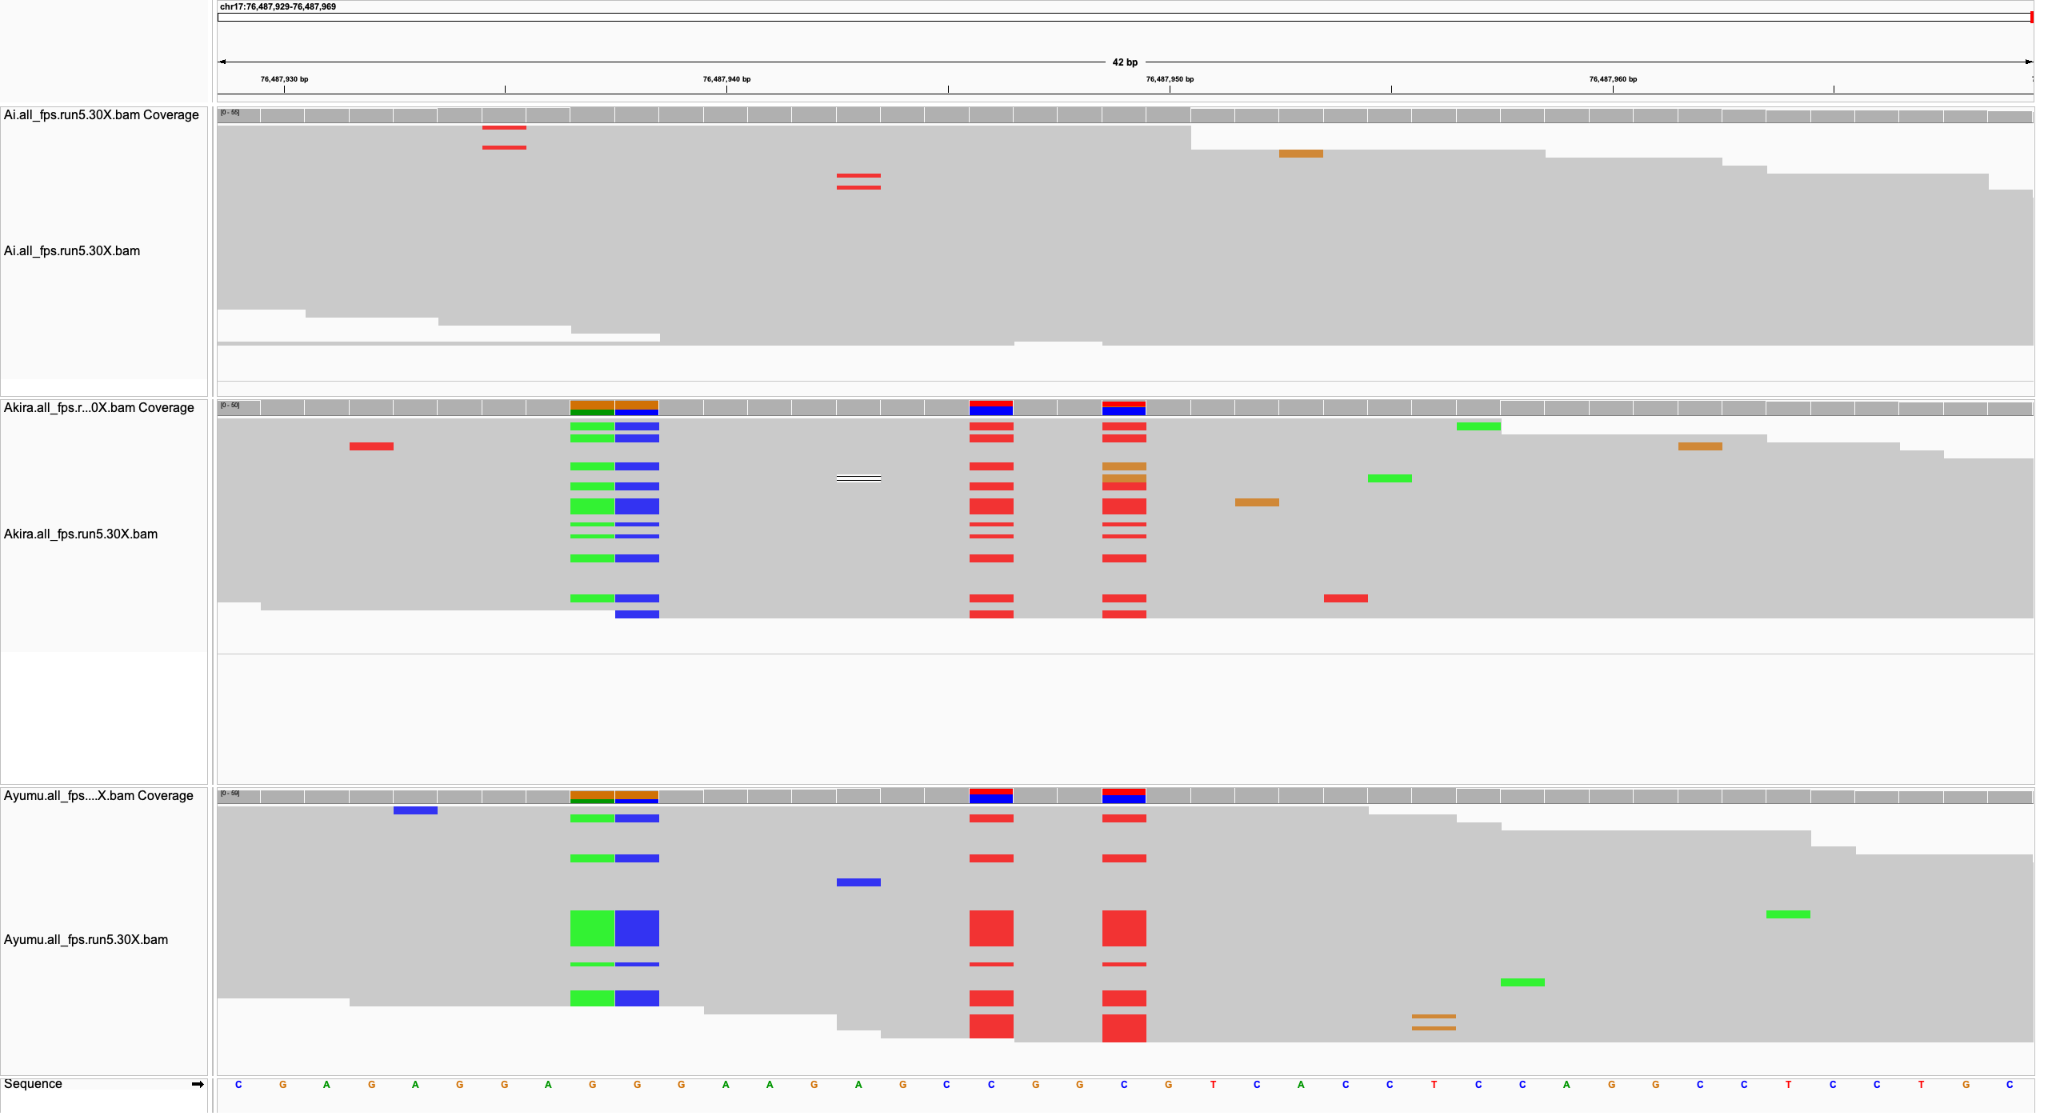 chr17:76,487,929-76,487,969
42 bp
76,487,930 bp 76,487,940 bp 76,487,950 bp 76,487,960 bp
Ai.all_fps.run5.30X.bam Coverage
[0 - 55]
Ai.all_fps.run5.30X.bam
Akira.all_fps.r...0X.bam Coverage
[0 - 50]
Akira.all_fps.run5.30X.bam
Ayumu.all_fps....X.bam Coverage
Ayumu.all_fps.run5.30X.bam
Sequence C G A G A G G A G G G A A G A G C C G G C G T C A C C T C C A G G C C T C C T G C